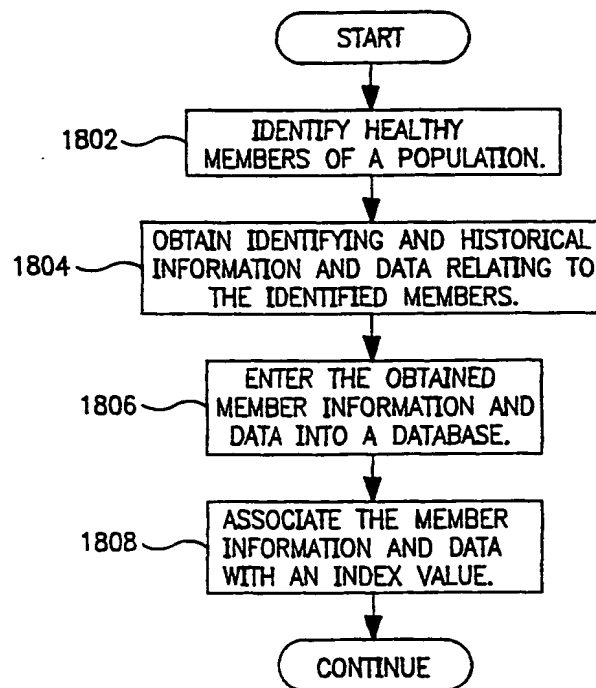 START
1802
IDENTIFY HEALTHY
MEMBERS OF A POPULATION.
1804
OBTAIN IDENTIFYING AND HISTORICAL
INFORMATION AND DATA RELATING TO
THE IDENTIFIED MEMBERS.
1806
ENTER THE OBTAINED
MEMBER INFORMATION AND
DATA INTO A DATABASE.
1808
ASSOCIATE THE MEMBER
INFORMATION AND DATA
WITH AN INDEX VALUE.
CONTINUE